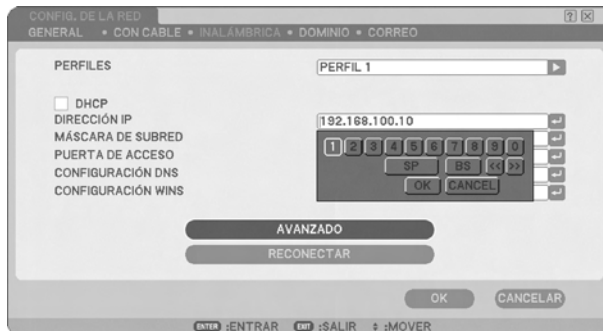 CONFIG. DE LA RED
GENERAL • CON CABLE • INALÁMBRICA • DOMINIO • CORREO
PERFILES PERFIL 1
DHCP
DIRECCIÓN IP 192.168.100.10
MÁSCARA DE SUBRED
PUERTA DE ACCESO
CONFIGURACIÓN DNS
CONFIGURACIÓN WINS
1 2 3 4 5 6 7 8 9 0
SP BS << >>
OK CANCEL
AVANZADO
RECONECTAR
OK CANCELAR
ENTER :ENTRAR EXIT :SALIR :MOVER